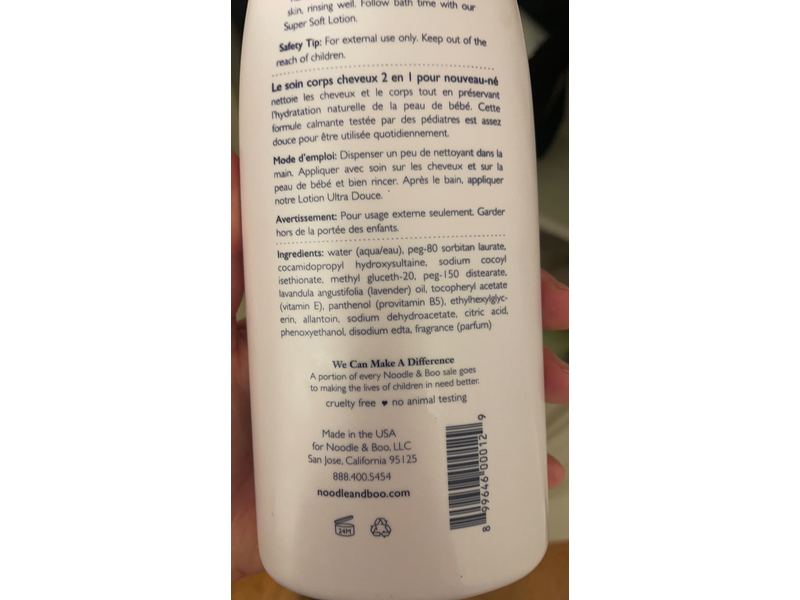 skin, rinsing well. Follow bath time with our
Super Soft Lotion.
Safety Tip: For external use only. Keep out of the
reach of children.
Le soin corps cheveux 2 en 1 pour nouveau-né
nettoie les cheveux et le corps tout en préservant
l'hydratation naturelle de la peau de bébé. Cette
formule calmante testée par des pédiatres est assez
douce pour être utilisée quotidiennement.
Mode d'emploi: Dispenser un peu de nettoyant dans la
main. Appliquer avec soin sur les cheveux et sur la
peau de bébé et bien rincer. Après le bain, appliquer
notre Lotion Ultra Douce.
Avertissement: Pour usage externe seulement. Garder
hors de la portée des enfants.
Ingredients: water (aqua/eau), peg-80 sorbitan laurate,
cocamidopropyl hydroxysultaine, sodium cocoyl
isethionate, methyl gluceth-20, peg-150 distearate,
lavandula angustifolia (lavender) oil, tocopheryl acetate
(vitamin E), panthenol (provitamin B5), ethylhexylglyc-
erin, allantoin, sodium dehydroacetate, citric acid,
phenoxyethanol, disodium edta, fragrance (parfum)
We Can Make A Difference
A portion of every Noodle & Boo sale goes
to making the lives of children in need better.
cruelty free ♥ no animal testing
Made in the USA
for Noodle & Boo, LLC
San Jose, California 95125
888.400.5454
noodleandboo.com
24M
8 99646 00012 9